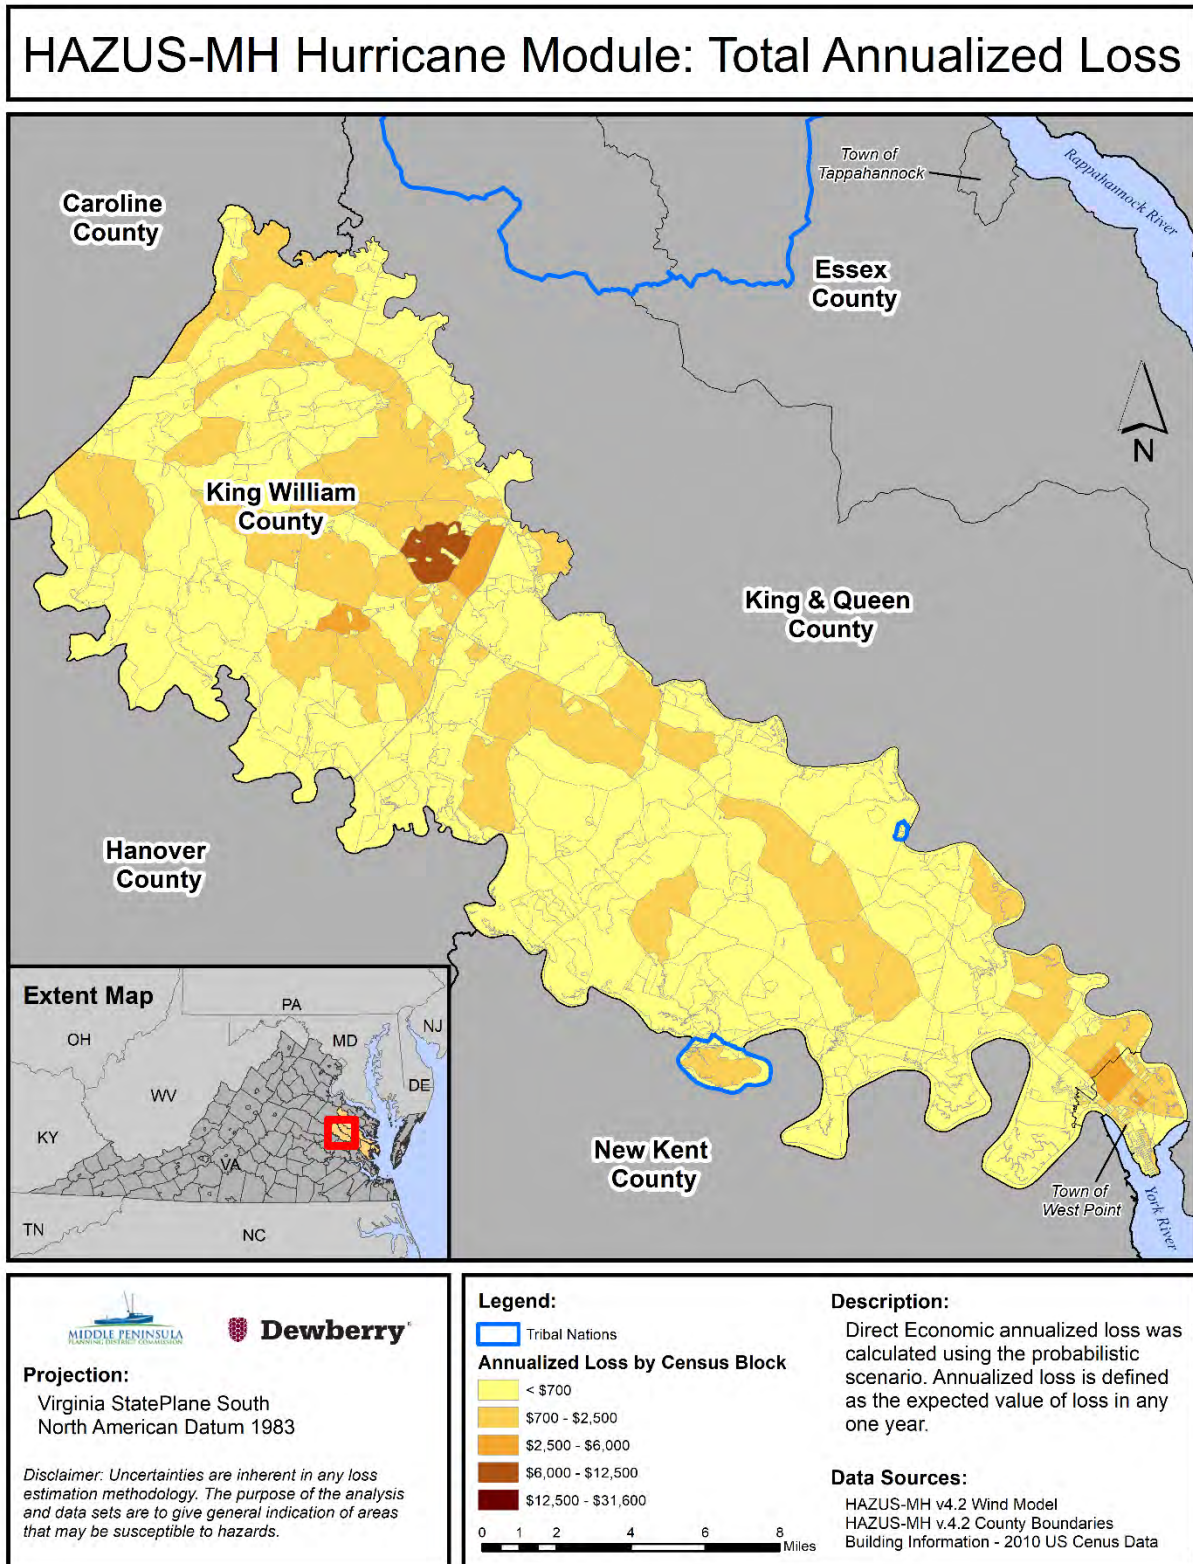 HAZUS-MH Hurricane Module: Total Annualized Loss
Caroline
County
Town of
Tappahannock
Rappahannock River
Essex
County
N
King William
County
King & Queen
County
Hanover
County
New Kent
County
Town of
West Point
York River
Extent Map
PA
OH
NJ
MD
WV
DE
KY
VA
TN
NC
MIDDLE PENINSULA
PLANNING DISTRICT COMMISSION
Dewberry
Projection:
Virginia StatePlane South
North American Datum 1983
Disclaimer: Uncertainties are inherent in any loss
estimation methodology. The purpose of the analysis
and data sets are to give general indication of areas
that may be susceptible to hazards.
Legend:
Tribal Nations
Annualized Loss by Census Block
< $700
$700 - $2,500
$2,500 - $6,000
$6,000 - $12,500
$12,500 - $31,600
0 1 2 4 6 8
Miles
Description:
Direct Economic annualized loss was
calculated using the probabilistic
scenario. Annualized loss is defined
as the expected value of loss in any
one year.
Data Sources:
HAZUS-MH v4.2 Wind Model
HAZUS-MH v.4.2 County Boundaries
Building Information - 2010 US Cenus Data